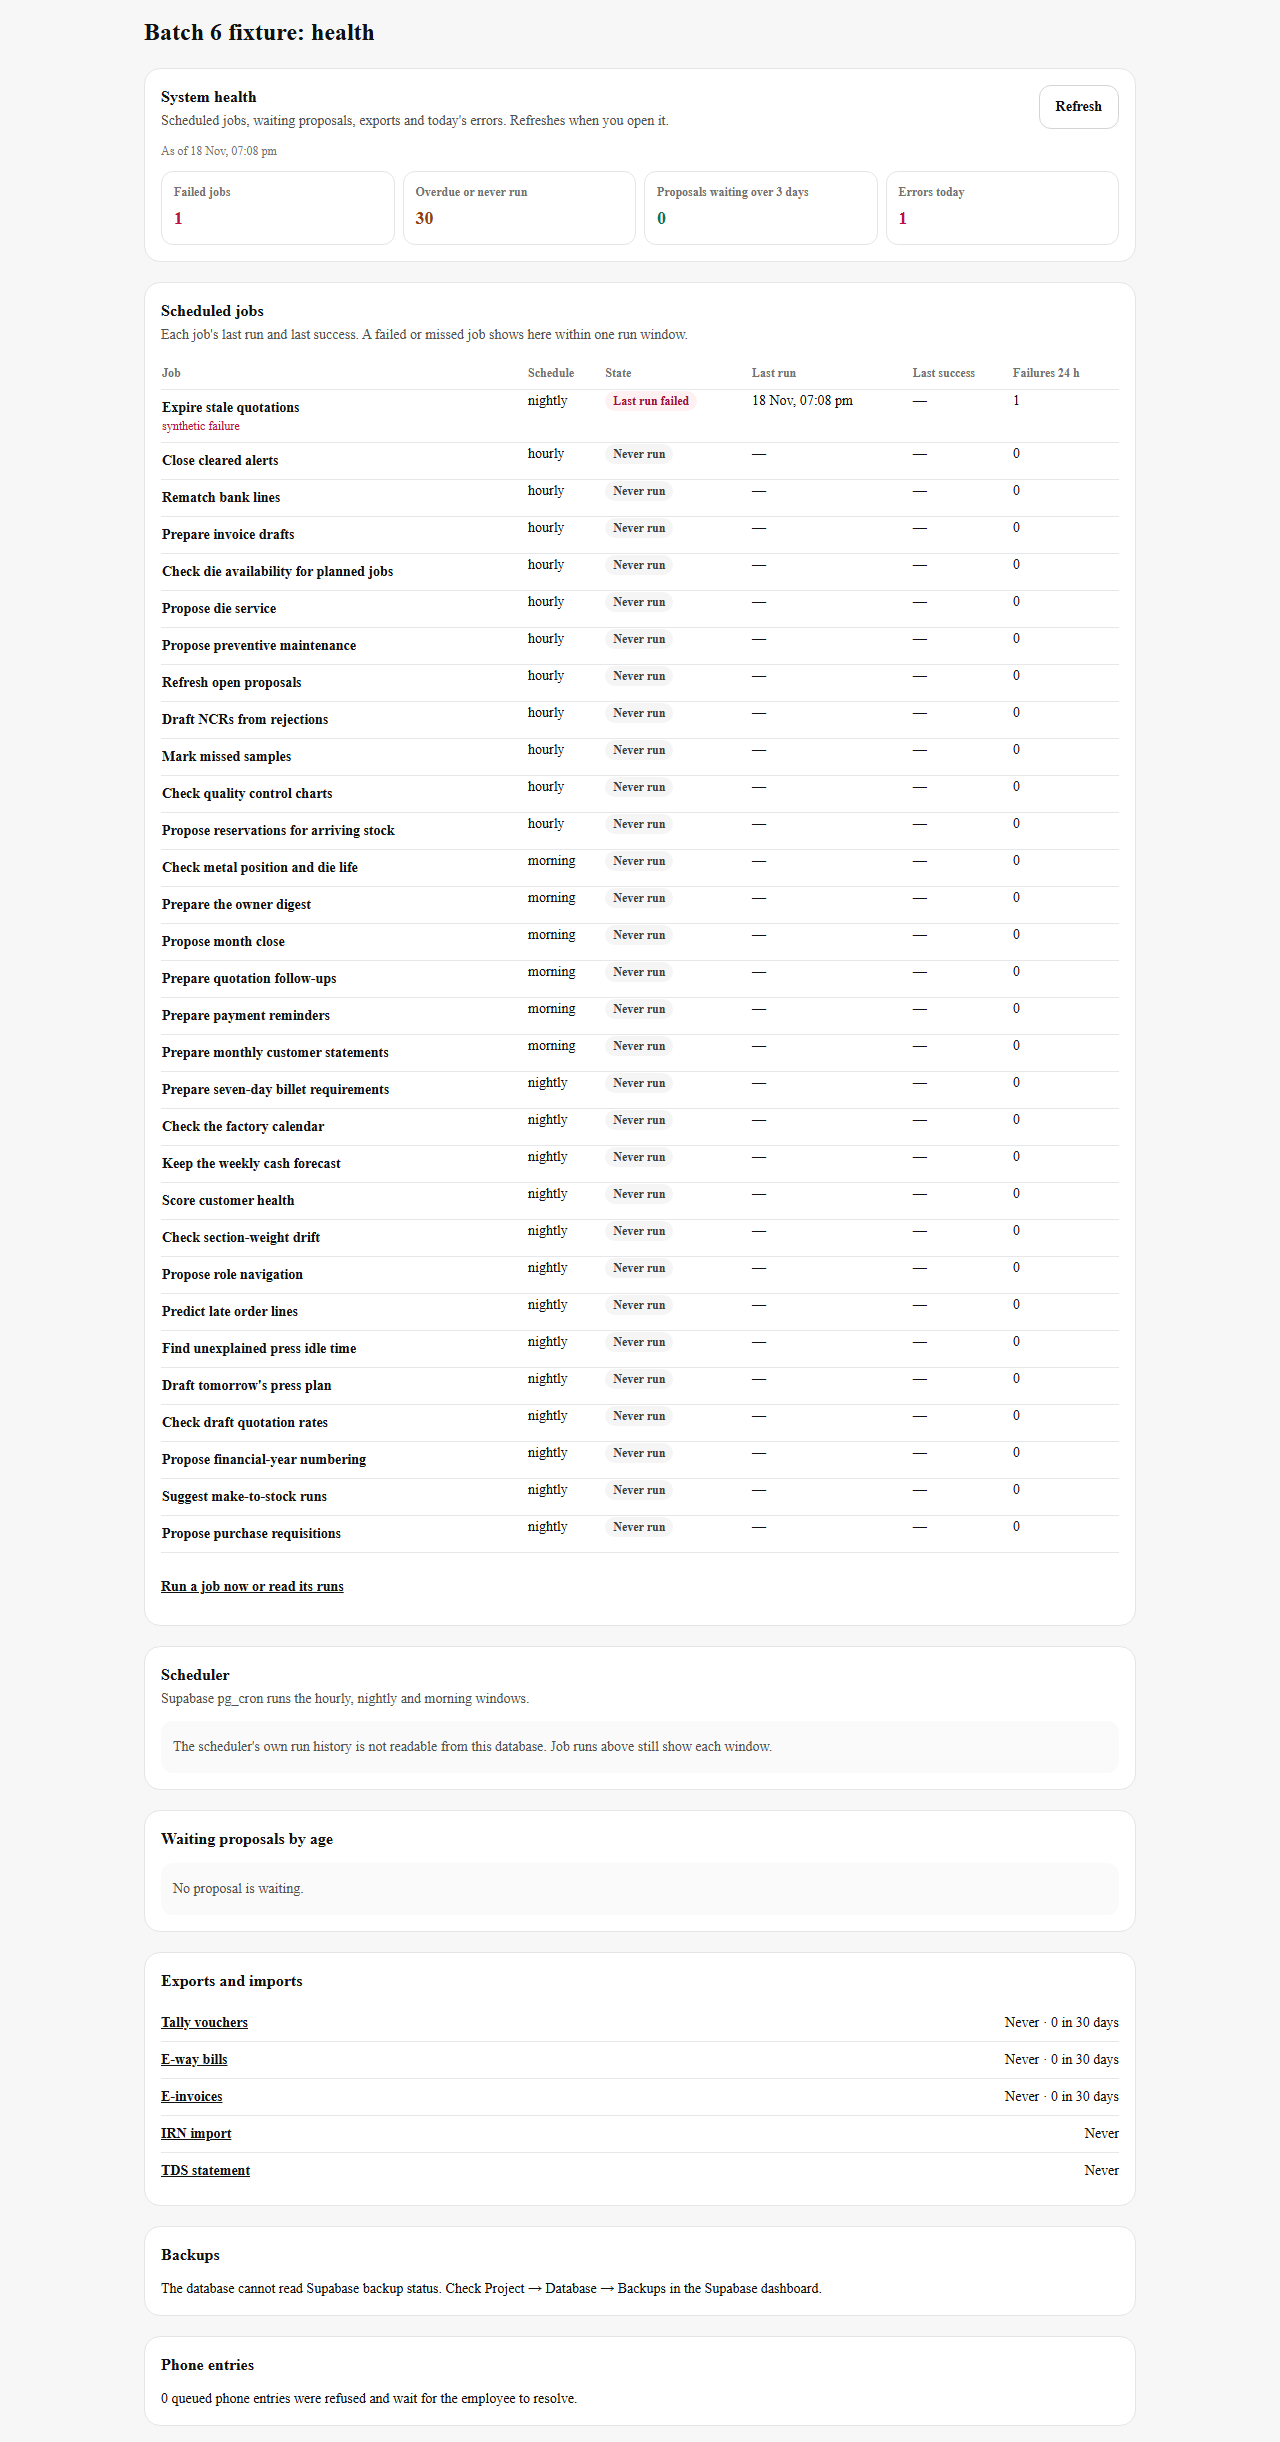 Batch 6 fixture: health
System health
Scheduled jobs, waiting proposals, exports and today's errors. Refreshes when you open it.
Refresh
As of 18 Nov, 07:08 pm
Failed jobs
1
Overdue or never run
30
Proposals waiting over 3 days
0
Errors today
1
Scheduled jobs
Each job's last run and last success. A failed or missed job shows here within one run window.
Job Schedule State Last run Last success Failures 24 h
Expire stale quotations nightly Last run failed 18 Nov, 07:08 pm — 1
synthetic failure
Close cleared alerts hourly Never run — — 0
Rematch bank lines hourly Never run — — 0
Prepare invoice drafts hourly Never run — — 0
Check die availability for planned jobs hourly Never run — — 0
Propose die service hourly Never run — — 0
Propose preventive maintenance hourly Never run — — 0
Refresh open proposals hourly Never run — — 0
Draft NCRs from rejections hourly Never run — — 0
Mark missed samples hourly Never run — — 0
Check quality control charts hourly Never run — — 0
Propose reservations for arriving stock hourly Never run — — 0
Check metal position and die life morning Never run — — 0
Prepare the owner digest morning Never run — — 0
Propose month close morning Never run — — 0
Prepare quotation follow-ups morning Never run — — 0
Prepare payment reminders morning Never run — — 0
Prepare monthly customer statements morning Never run — — 0
Prepare seven-day billet requirements nightly Never run — — 0
Check the factory calendar nightly Never run — — 0
Keep the weekly cash forecast nightly Never run — — 0
Score customer health nightly Never run — — 0
Check section-weight drift nightly Never run — — 0
Propose role navigation nightly Never run — — 0
Predict late order lines nightly Never run — — 0
Find unexplained press idle time nightly Never run — — 0
Draft tomorrow's press plan nightly Never run — — 0
Check draft quotation rates nightly Never run — — 0
Propose financial-year numbering nightly Never run — — 0
Suggest make-to-stock runs nightly Never run — — 0
Propose purchase requisitions nightly Never run — — 0
Run a job now or read its runs
Scheduler
Supabase pg_cron runs the hourly, nightly and morning windows.
The scheduler's own run history is not readable from this database. Job runs above still show each window.
Waiting proposals by age
No proposal is waiting.
Exports and imports
Tally vouchers Never · 0 in 30 days
E-way bills Never · 0 in 30 days
E-invoices Never · 0 in 30 days
IRN import Never
TDS statement Never
Backups
The database cannot read Supabase backup status. Check Project → Database → Backups in the Supabase dashboard.
Phone entries
0 queued phone entries were refused and wait for the employee to resolve.